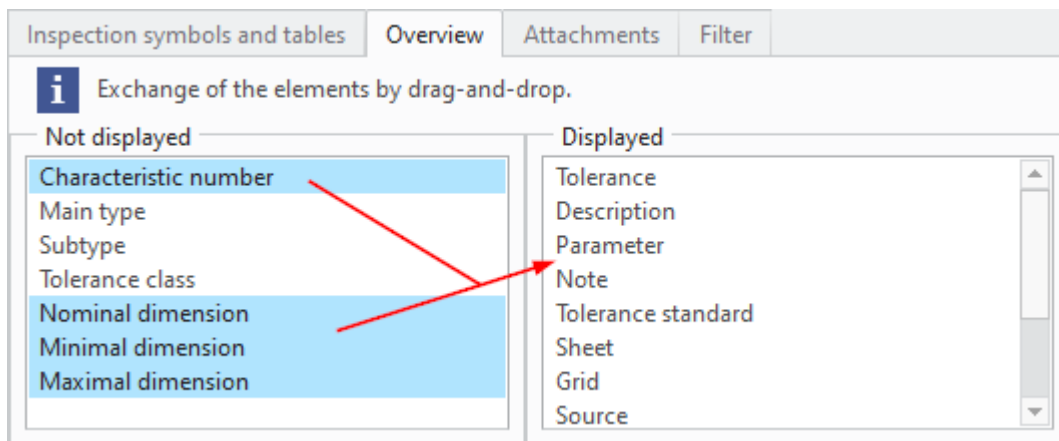 Inspection symbols and tables Overview Attachments Filter
i Exchange of the elements by drag-and-drop.
Not displayed
Characteristic number
Main type
Subtype
Tolerance class
Nominal dimension
Minimal dimension
Maximal dimension
Displayed
Tolerance
Description
Parameter
Note
Tolerance standard
Sheet
Grid
Source